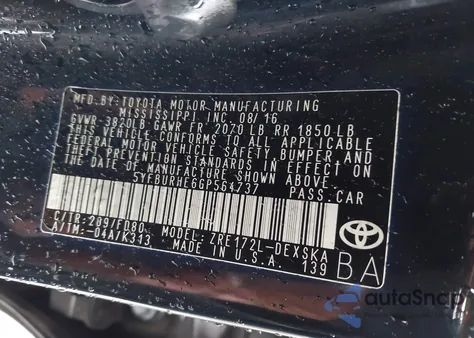 MFD. BY: TOYOTA MOTOR MANUFACTURING
MISSISSIPPI, INC. 08/16
GVWR 3820LB GAWR FR 2070 LB RR 1850 LB
THIS VEHICLE CONFORMS TO ALL APPLICABLE
FEDERAL MOTOR VEHICLE SAFETY, BUMPER, AND
THEFT PREVENTION STANDARDS IN EFFECT ON
THE DATE OF MANUFACTURE SHOWN ABOVE.
5YFBURHE6GP564737 PASS. CAR
C/TR: 209/FD80 MODEL: ZRE172L-DEXSKA
A/TM: -04A/K313 MADE IN U.S.A. 139
BA
TOYOTA
autoSnap